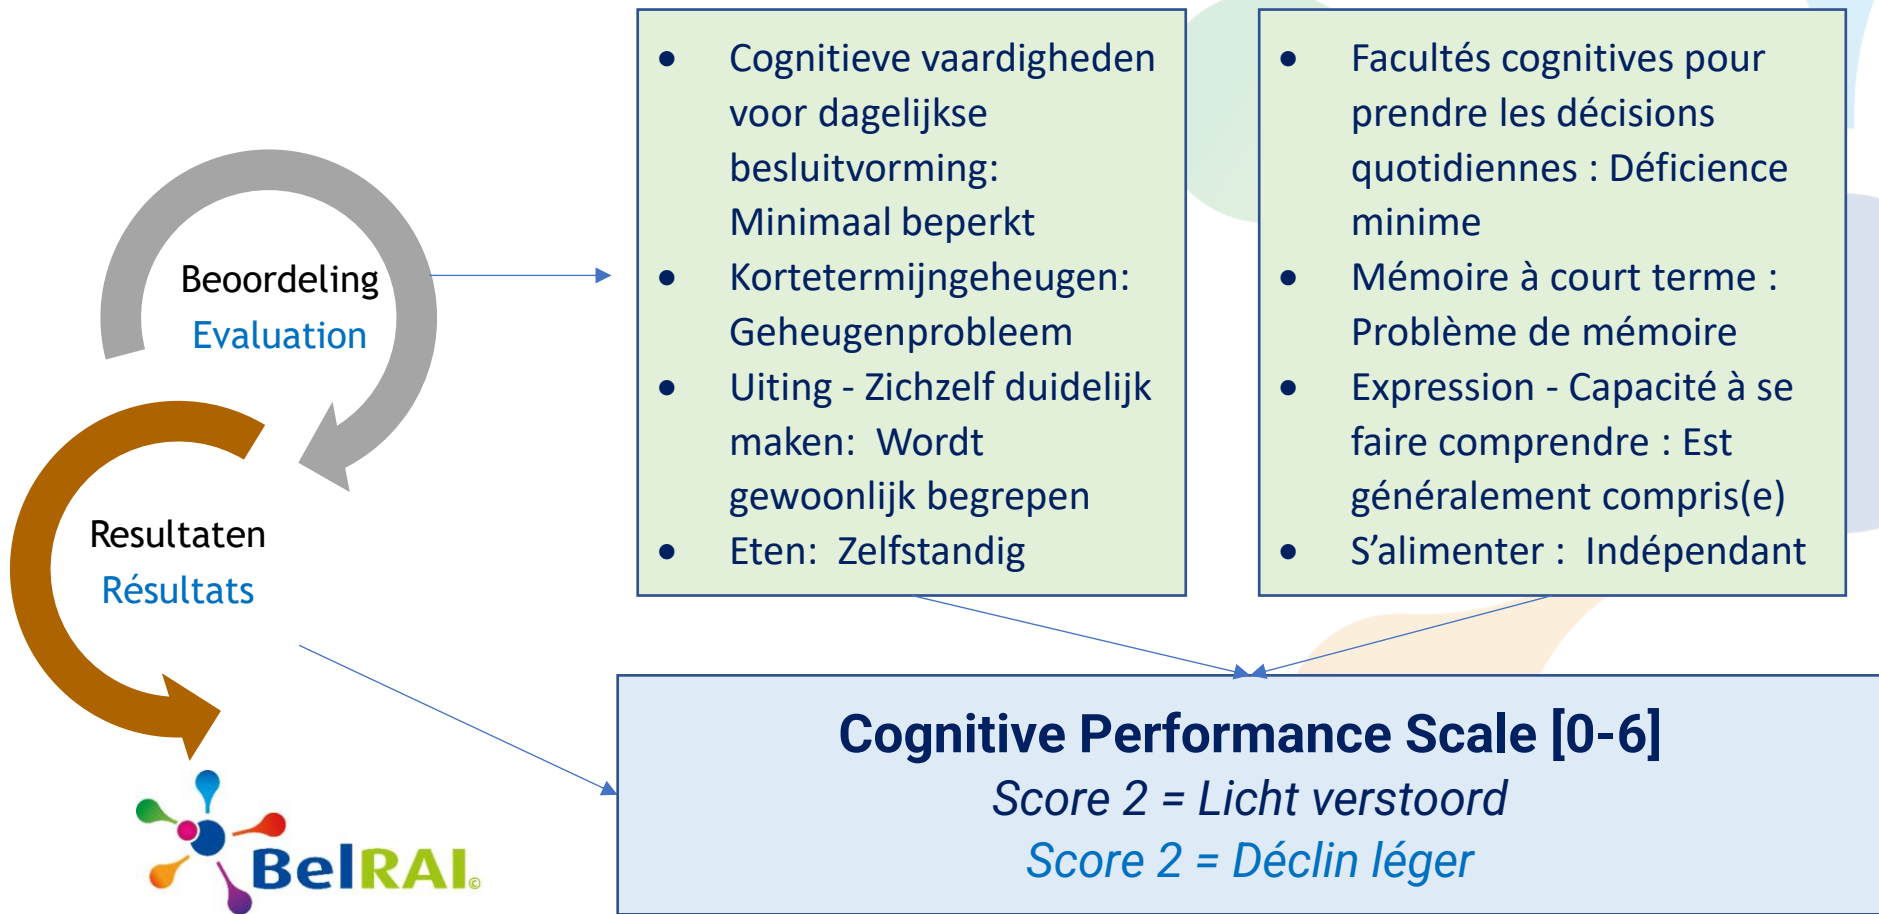 Beoordeling
Evaluation
Resultaten
Résultats
BelRAI©
• Cognitieve vaardigheden
voor dagelijkse
besluitvorming:
Minimaal beperkt
• Kortetermijngeheugen:
Geheugenprobleem
• Uiting - Zichzelf duidelijk
maken: Wordt
gewoonlijk begrepen
• Eten: Zelfstandig
• Facultés cognitives pour
prendre les décisions
quotidiennes : Déficience
minime
• Mémoire à court terme :
Problème de mémoire
• Expression - Capacité à se
faire comprendre : Est
généralement compris(e)
• S’alimenter : Indépendant
Cognitive Performance Scale [0-6]
Score 2 = Licht verstoord
Score 2 = Déclin léger